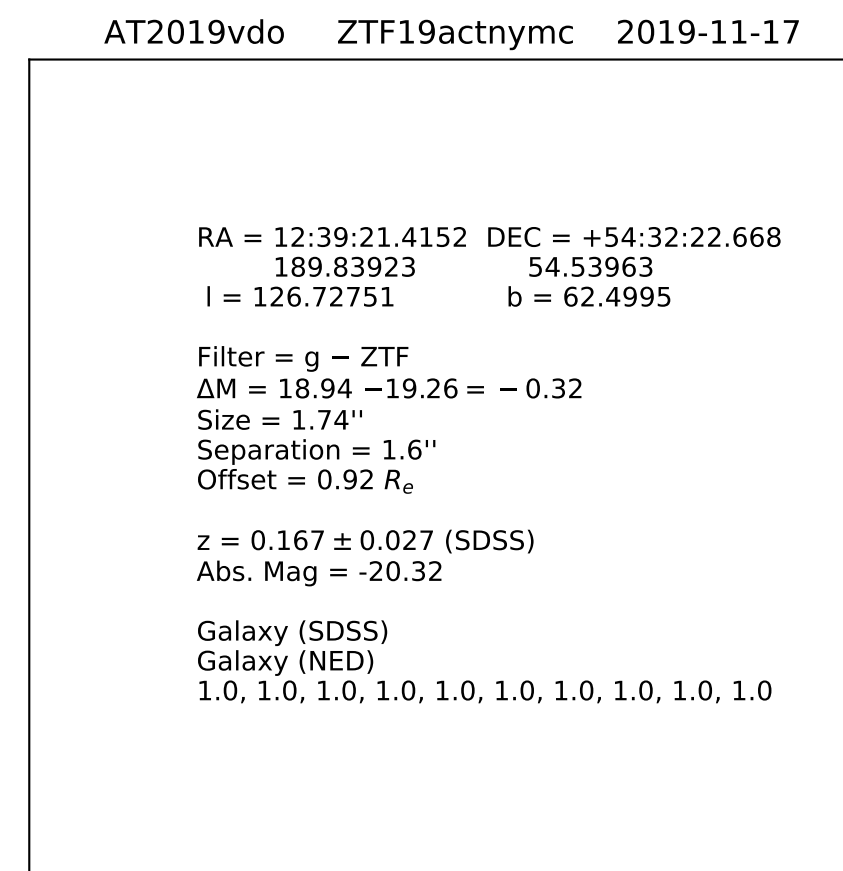 AT2019vdo ZTF19actnymc 2019-11-17
RA = 12:39:21.4152 DEC = +54:32:22.668
189.83923 54.53963
l = 126.72751 b = 62.4995
Filter = g − ZTF
ΔM = 18.94 −19.26 = − 0.32
Size = 1.74''
Separation = 1.6''
Offset = 0.92 Re
z = 0.167 ± 0.027 (SDSS)
Abs. Mag = -20.32
Galaxy (SDSS)
Galaxy (NED)
1.0, 1.0, 1.0, 1.0, 1.0, 1.0, 1.0, 1.0, 1.0, 1.0